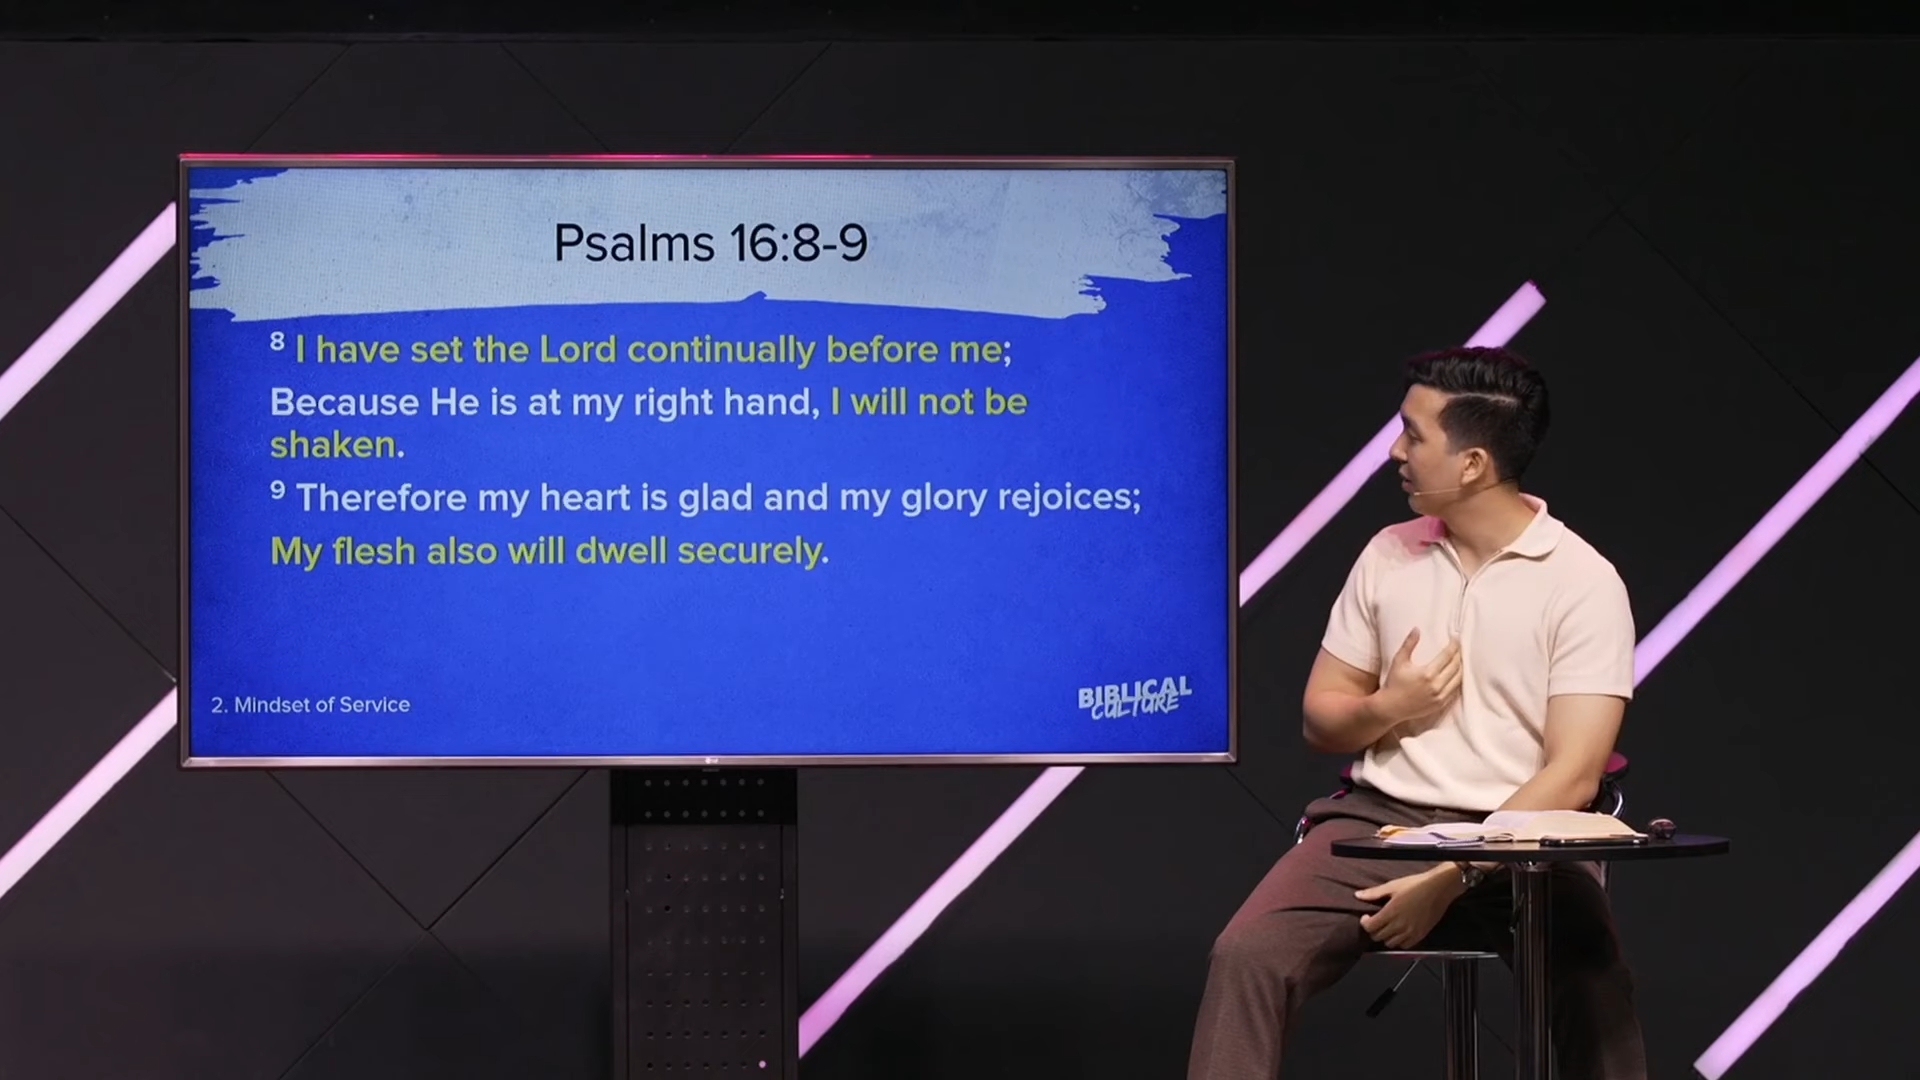 Psalms 16:8-9
8 I have set the Lord continually before me;
Because He is at my right hand, I will not be
shaken.
9 Therefore my heart is glad and my glory rejoices;
My flesh also will dwell securely.
2. Mindset of Service
BIBLICAL
CULTURE